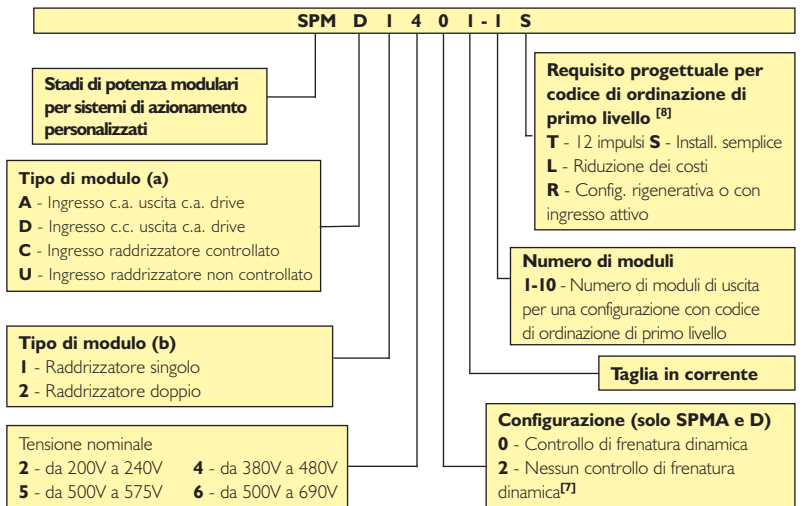 SPM D 1 4 0 1 - 1 S
Stadi di potenza modulari
per sistemi di azionamento
personalizzati
Tipo di modulo (a)
A - Ingresso c.a. uscita c.a. drive
D - Ingresso c.c. uscita c.a. drive
C - Ingresso raddrizzatore controllato
U - Ingresso raddrizzatore non controllato
Tipo di modulo (b)
1 - Raddrizzatore singolo
2 - Raddrizzatore doppio
Tensione nominale
2 - da 200V a 240V 4 - da 380V a 480V
5 - da 500V a 575V 6 - da 500V a 690V
Requisito progettuale per
codice di ordinazione di
primo livello [8]
T - 12 impulsi S - Install. semplice
L - Riduzione dei costi
R - Config. rigenerativa o con
ingresso attivo
Numero di moduli
1-10 - Numero di moduli di uscita
per una configurazione con codice
di ordinazione di primo livello
Taglia in corrente
Configurazione (solo SPMA e D)
0 - Controllo di frenatura dinamica
2 - Nessun controllo di frenatura
dinamica[7]